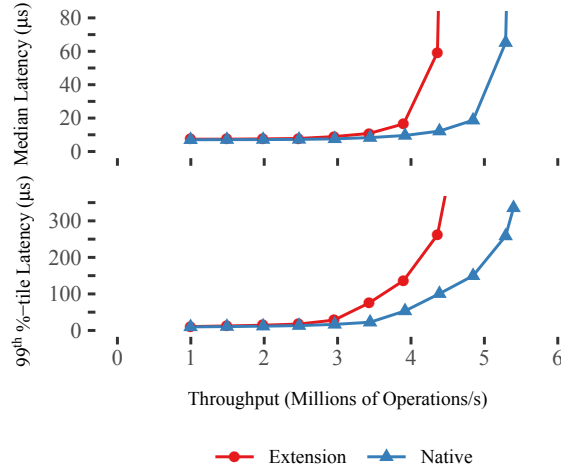 Median Latency (μs)
80
60
40
20
0
99th %−tile Latency (μs)
300
200
100
0
0 1 2 3 4 5 6
Throughput (Millions of Operations/s)
Extension Native